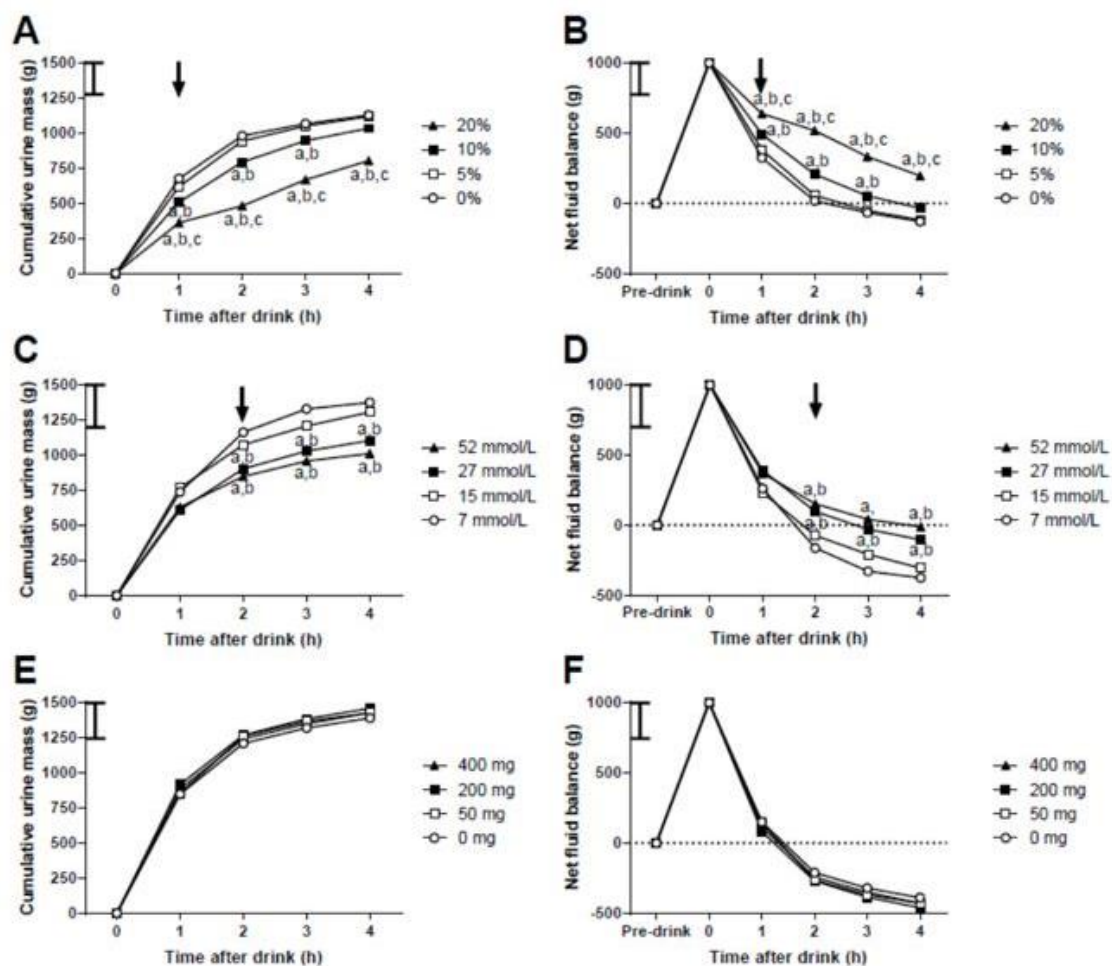 A
Cumulative urine mass (g)
1500
1250
1000
750
500
250
0
a,b
a,b,c
a,b
a,b,c
a,b
a,b,c
a,b,c
0 1 2 3 4
Time after drink (h)
20%
10%
5%
0%
B
Net fluid balance (g)
1000
500
0
-500
a,b,c
a,b
a,b,c
a,b
a,b,c
a,b
a,b,c
Pre-drink 0 1 2 3 4
Time after drink (h)
20%
10%
5%
0%
C
Cumulative urine mass (g)
1500
1250
1000
750
500
250
0
a,b
a,b
a,b
a,b
a,b
a,b
0 1 2 3 4
Time after drink (h)
52 mmol/L
27 mmol/L
15 mmol/L
7 mmol/L
D
Net fluid balance (g)
1000
500
0
-500
a,b
a,b
a,
a,b
a,b
a,b
Pre-drink 0 1 2 3 4
Time after drink (h)
52 mmol/L
27 mmol/L
15 mmol/L
7 mmol/L
E
Cumulative urine mass (g)
1500
1250
1000
750
500
250
0
0 1 2 3 4
Time after drink (h)
400 mg
200 mg
50 mg
0 mg
F
Net fluid balance (g)
1000
500
0
-500
Pre-drink 0 1 2 3 4
Time after drink (h)
400 mg
200 mg
50 mg
0 mg